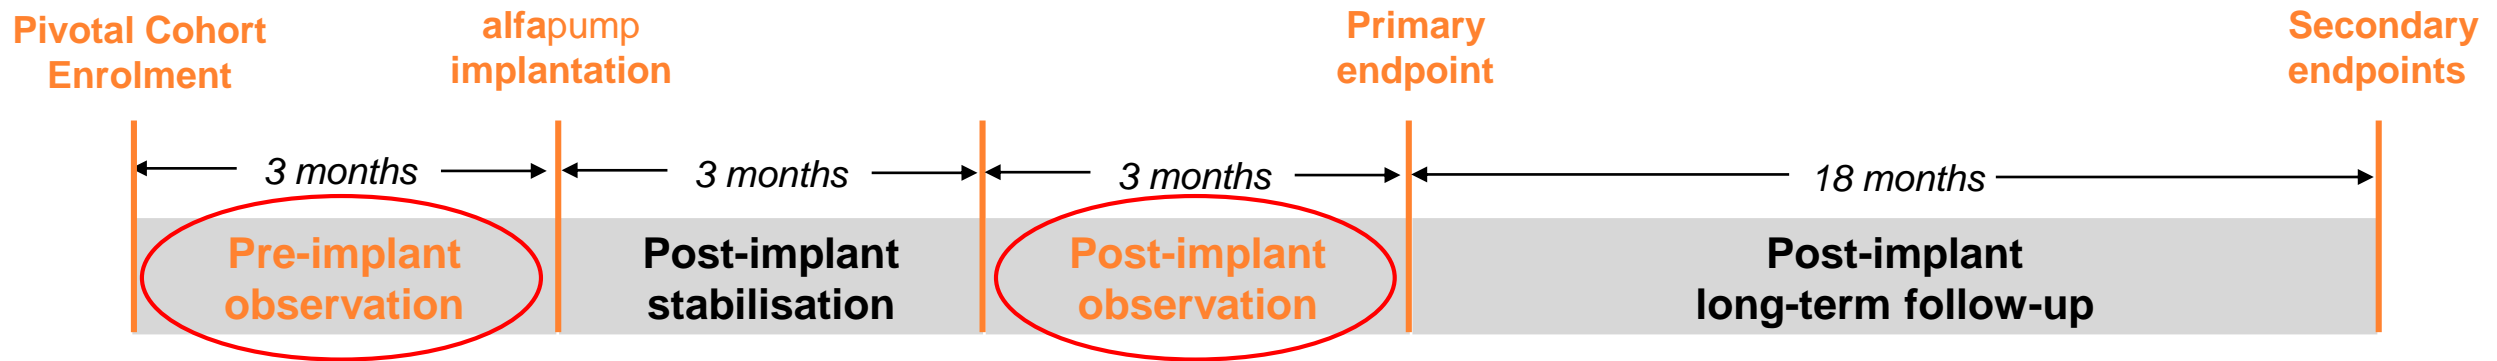 Pivotal Cohort
Enrolment
alfapump
implantation
Primary
endpoint
Secondary
endpoints
3 months
3 months
3 months
18 months
Pre-implant
observation
Post-implant
stabilisation
Post-implant
observation
Post-implant
long-term follow-up